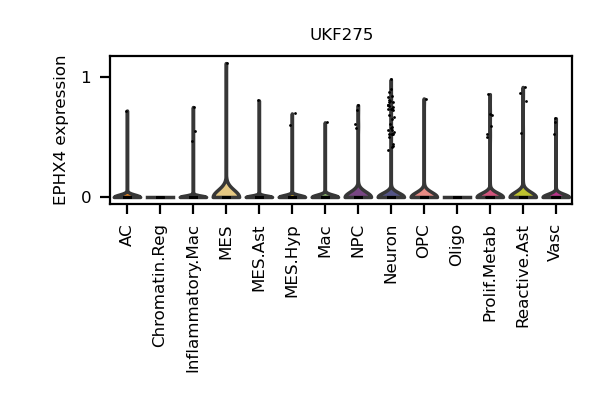 UKF275
EPHX4 expression
1
0
AC
Chromatin.Reg
Inflammatory.Mac
MES
MES.Ast
MES.Hyp
Mac
NPC
Neuron
OPC
Oligo
Prolif.Metab
Reactive.Ast
Vasc